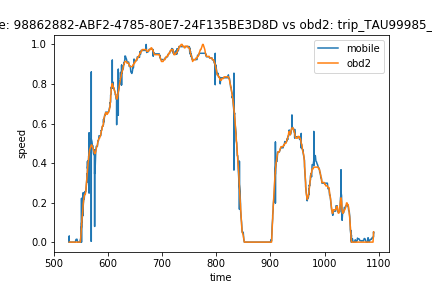 e: 98862882-ABF2-4785-80E7-24F135BE3D8D vs obd2: trip_TAU99985_
mobile
obd2
speed
1.0
0.8
0.6
0.4
0.2
0.0
500 600 700 800 900 1000 1100
time